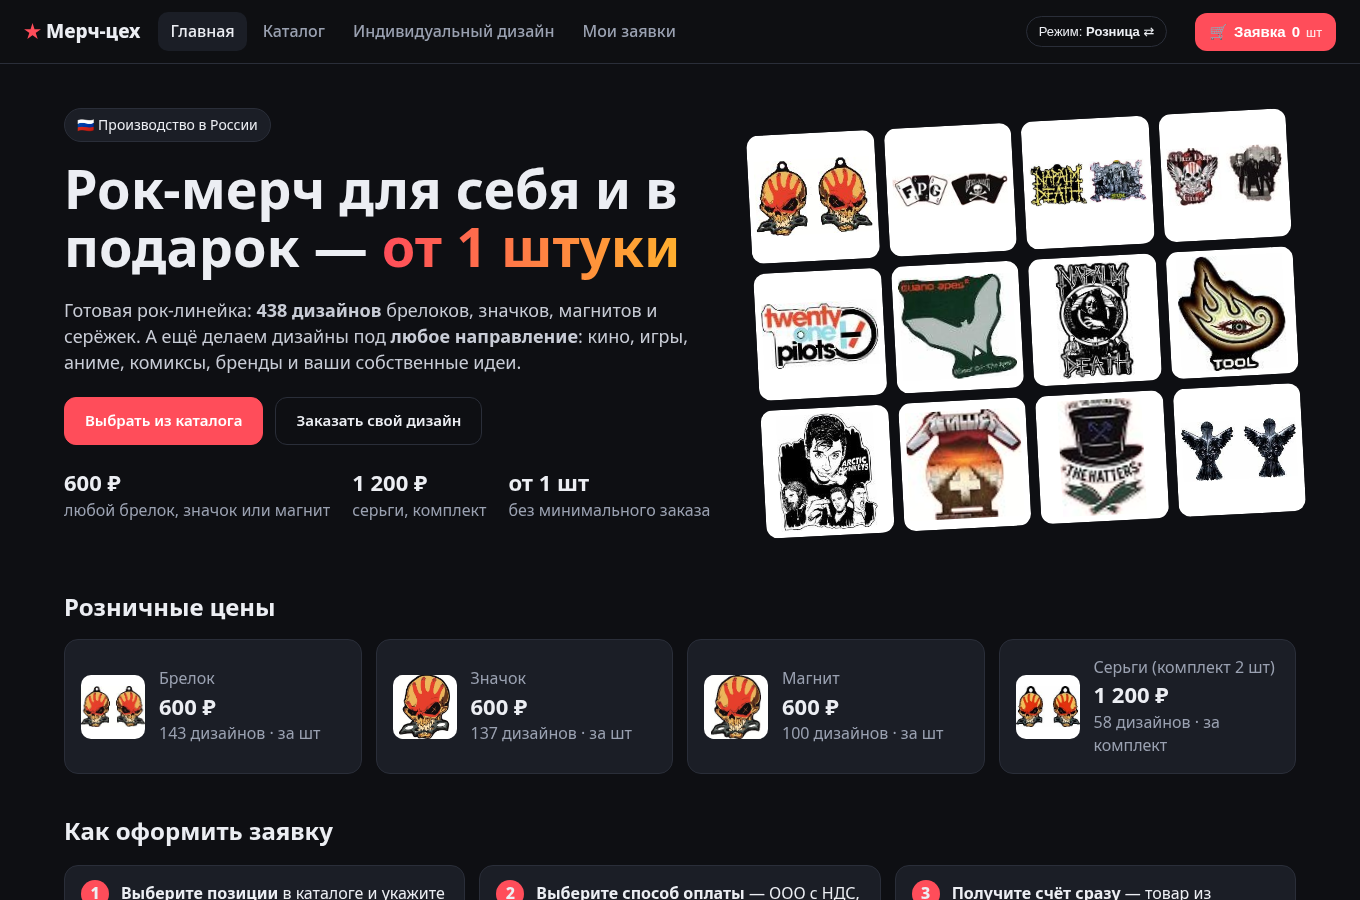 ★ Мерч-цех
Главная
Каталог
Индивидуальный дизайн
Мои заявки
Режим: Розница ⇄
Заявка 0 шт
Производство в России
Рок-мерч для себя и в
подарок — от 1 штуки
Готовая рок-линейка: 438 дизайнов брелоков, значков, магнитов и
серёжек. А ещё делаем дизайны под любое направление: кино, игры,
аниме, комиксы, бренды и ваши собственные идеи.
Выбрать из каталога
Заказать свой дизайн
600 ₽
любой брелок, значок или магнит
1 200 ₽
серьги, комплект
от 1 шт
без минимального заказа
FPG
NAPALM
DEATH
twenty
one
pilots
GUANO APES
NAPALM
DEATH
TOOL
ARCTIC
MONKEYS
METALLICA
THE HATTERS
Розничные цены
Брелок
600 ₽
143 дизайнов · за шт
Значок
600 ₽
137 дизайнов · за шт
Магнит
600 ₽
100 дизайнов · за шт
Серьги (комплект 2 шт)
1 200 ₽
58 дизайнов · за
комплект
Как оформить заявку
1 Выберите позиции в каталоге и укажите
2 Выберите способ оплаты — ООО с НДС,
3 Получите счёт сразу — товар из